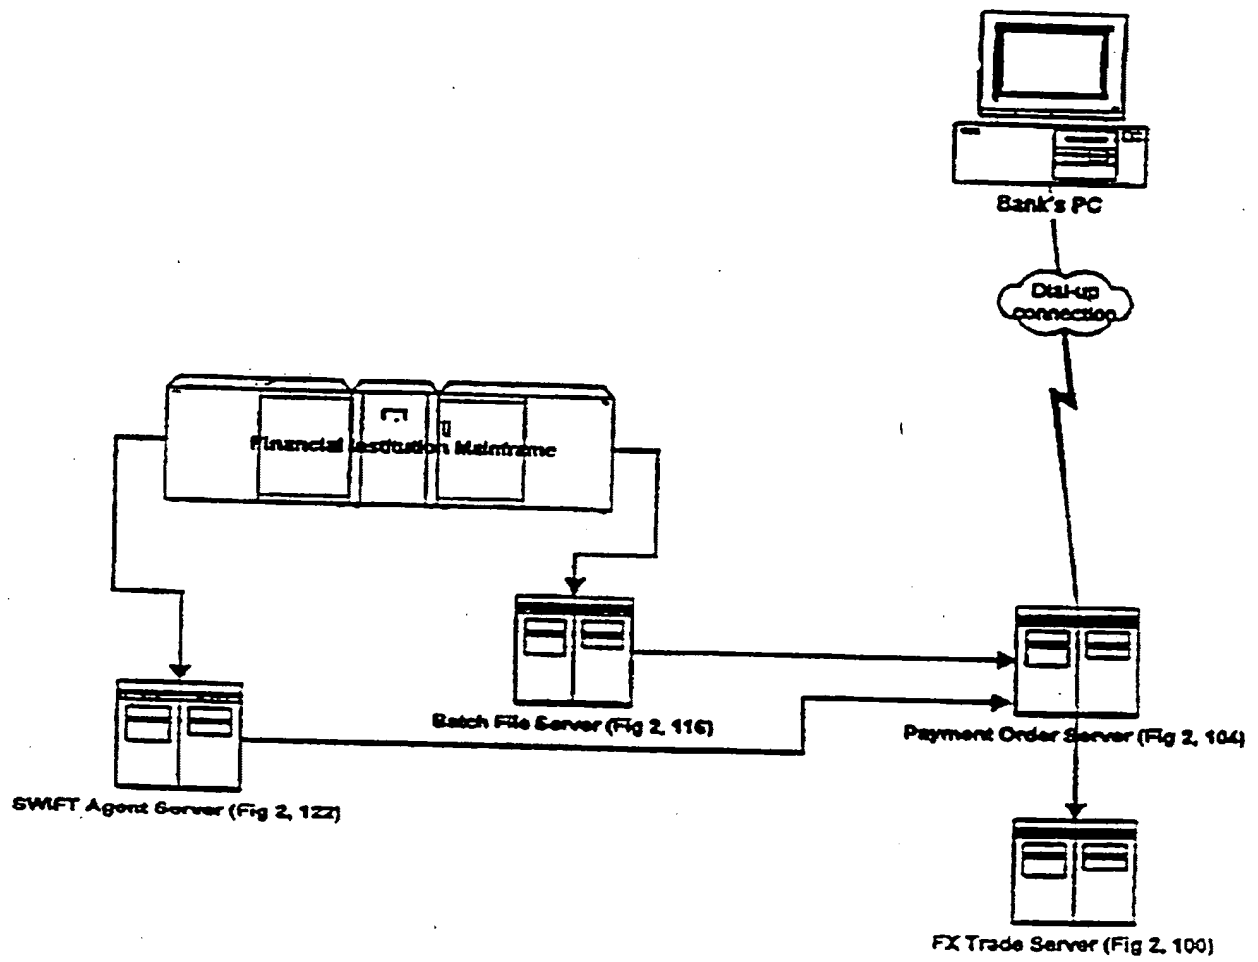 Bank's PC
Dial-up
connection
Financial Institution Mainframe
Batch File Server (Fig 2, 116)
Payment Order Server (Fig 2, 104)
SWIFT Agent Server (Fig 2, 122)
FX Trade Server (Fig 2, 100)